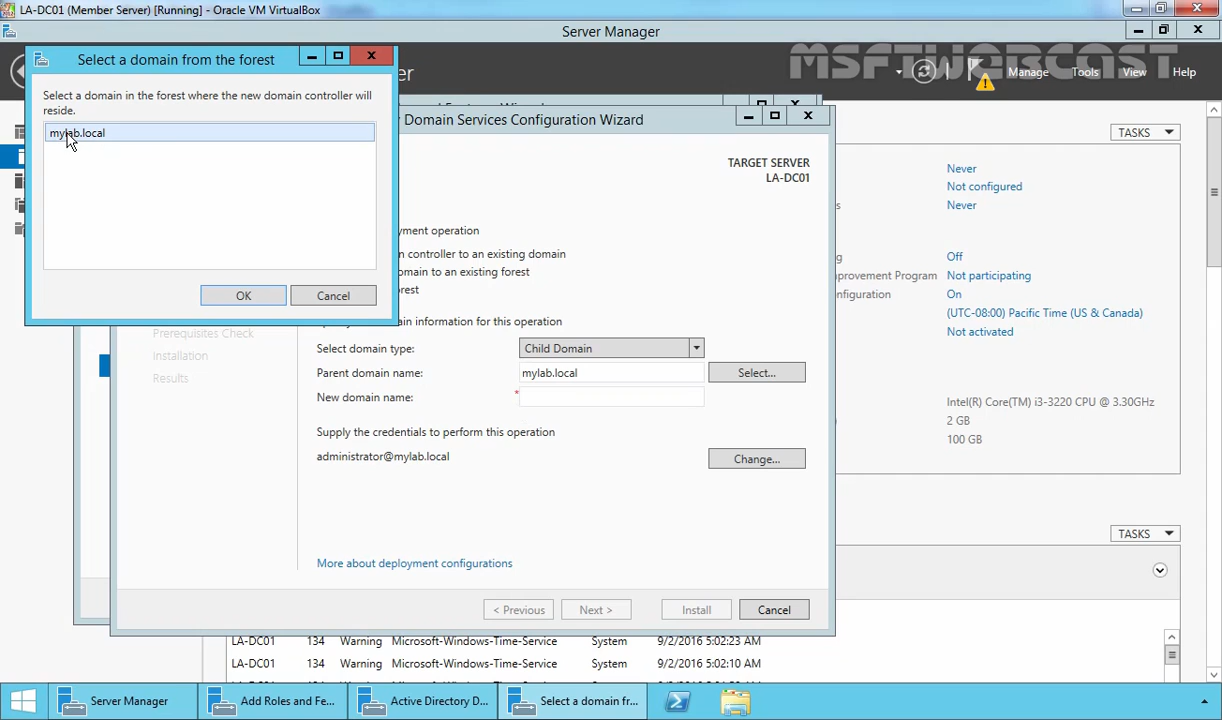 LA-DC01 (Member Server) [Running] - Oracle VM VirtualBox
Server Manager
MSFTWEBCAST
Manage
Tools
View
Help
Select a domain from the forest
Select a domain in the forest where the new domain controller will
reside.
mylab.local
OK
Cancel
Domain Services Configuration Wizard
TARGET SERVER
LA-DC01
controller to an existing domain
domain to an existing forest
information for this operation
Prerequisites Check
Installation
Results
Select domain type:
Child Domain
Parent domain name:
mylab.local
Select...
New domain name:
*
Supply the credentials to perform this operation
administrator@mylab.local
Change...
More about deployment configurations
< Previous
Next >
Install
Cancel
TASKS
Never
Not configured
Never
Off
Improvement Program
Not participating
On
(UTC-08:00) Pacific Time (US & Canada)
Not activated
Intel(R) Core(TM) i3-3220 CPU @ 3.30GHz
2 GB
100 GB
TASKS
LA-DC01 134 Warning Microsoft-Windows-Time-Service System 9/2/2016 5:02:23 AM
LA-DC01 134 Warning Microsoft-Windows-Time-Service System 9/2/2016 5:02:10 AM
Server Manager
Add Roles and Fe...
Active Directory D...
Select a domain fr...